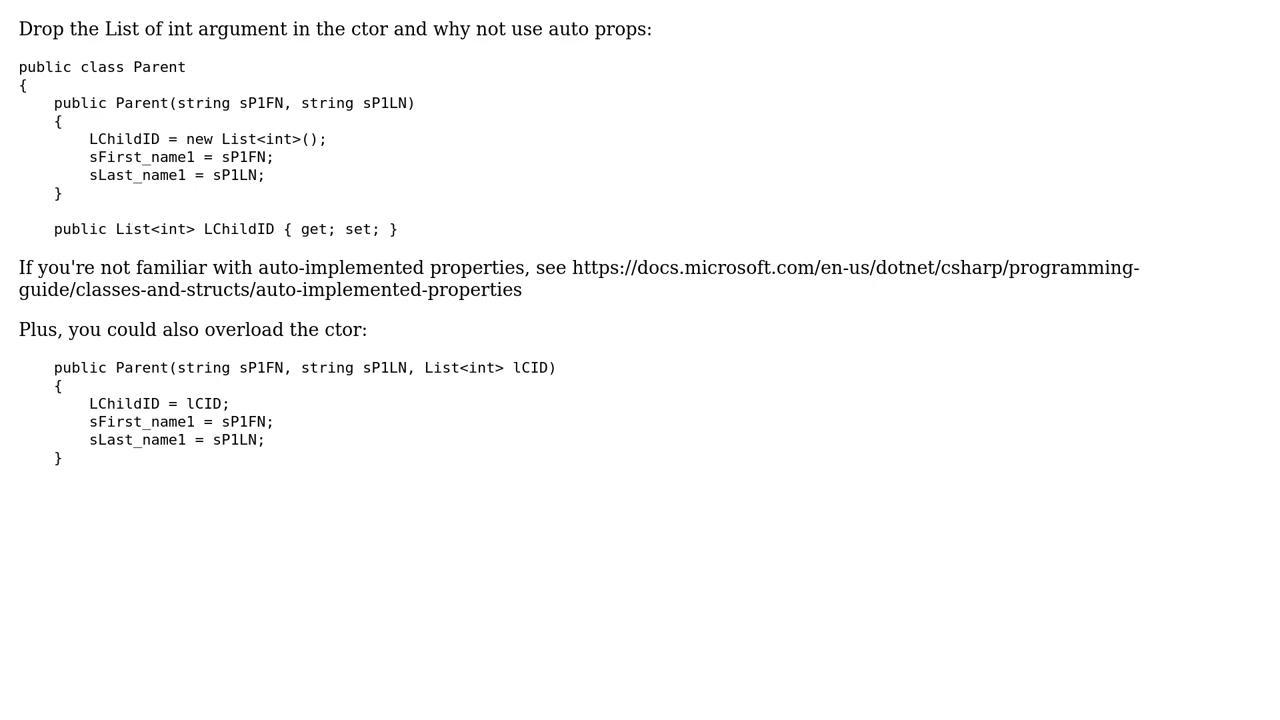 Drop the List of int argument in the ctor and why not use auto props:
public class Parent
{
    public Parent(string sP1FN, string sP1LN)
    {
        LChildID = new List<int>();
        sFirst_name1 = sP1FN;
        sLast_name1 = sP1LN;
    }

    public List<int> LChildID { get; set; }
If you're not familiar with auto-implemented properties, see https://docs.microsoft.com/en-us/dotnet/csharp/programming-
guide/classes-and-structs/auto-implemented-properties
Plus, you could also overload the ctor:
    public Parent(string sP1FN, string sP1LN, List<int> lCID)
    {
        LChildID = lCID;
        sFirst_name1 = sP1FN;
        sLast_name1 = sP1LN;
    }